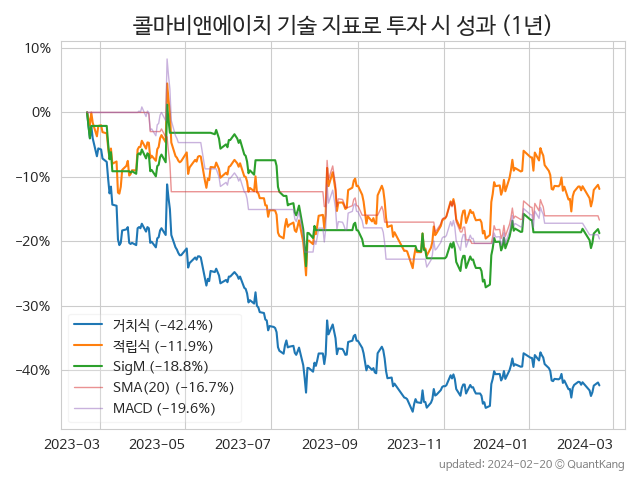 콜마비앤에이치 기술 지표로 투자 시 성과 (1년)
10%
0%
−10%
−20%
−30%
−40%
거치식 (−42.4%)
적립식 (−11.9%)
SigM (−18.8%)
SMA(20) (−16.7%)
MACD (−19.6%)
2023-03 2023-05 2023-07 2023-09 2023-11 2024-01 2024-03
updated: 2024-02-20 © QuantKang